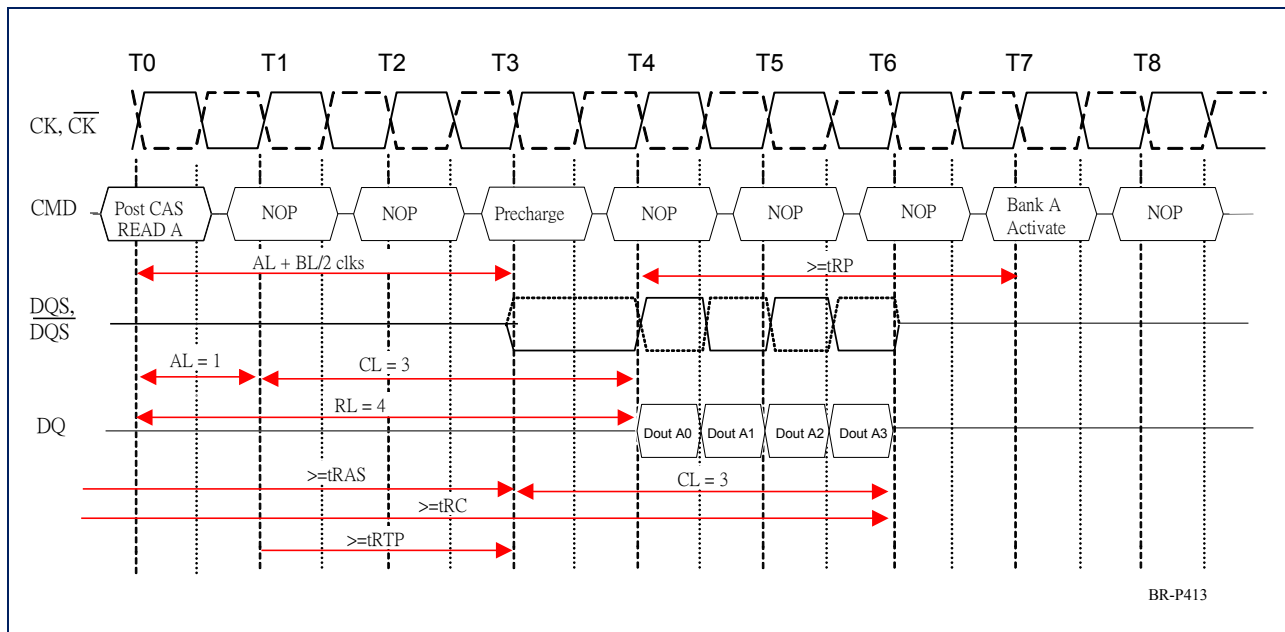 T0 T1 T2 T3 T4 T5 T6 T7 T8
CK, CK
CMD
Post CAS
READ A
NOP
NOP
Precharge
NOP
NOP
NOP
Bank A
Activate
NOP
AL + BL/2 clks
>=tRP
DQS,
DQS
AL = 1
CL = 3
RL = 4
DQ
Dout A0
Dout A1
Dout A2
Dout A3
>=tRAS
CL = 3
>=tRC
>=tRTP
BR-P413